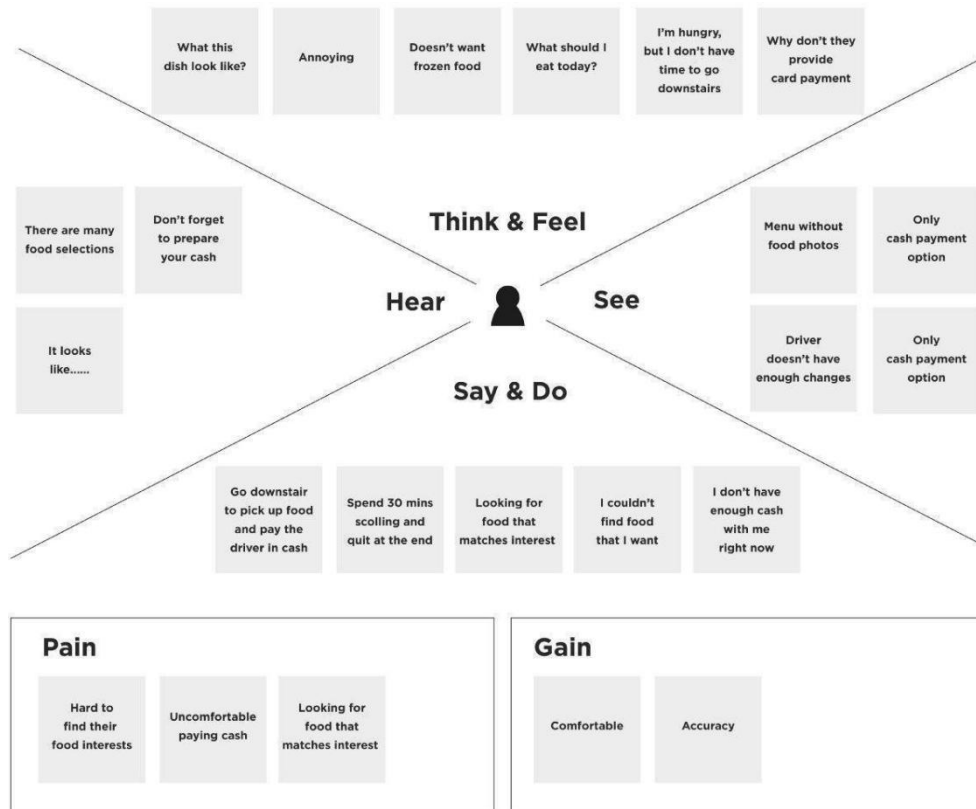 What this
dish look like?
Annoying
Doesn't want
frozen food
What should I
eat today?
I'm hungry,
but I don't have
time to go
downstairs
Why don't they
provide
card payment
Think & Feel
There are many
food selections
Don't forget
to prepare
your cash
It looks
like......
Hear
See
Menu without
food photos
Only
cash payment
option
Driver
doesn't have
enough changes
Only
cash payment
option
Say & Do
Go downstair
to pick up food
and pay the
driver in cash
Spend 30 mins
scolling and
quit at the end
Looking for
food that
matches interest
I couldn't
find food
that I want
I don't have
enough cash
with me
right now
Pain
Hard to
find their
food interests
Uncomfortable
paying cash
Looking for
food that
matches interest
Gain
Comfortable
Accuracy